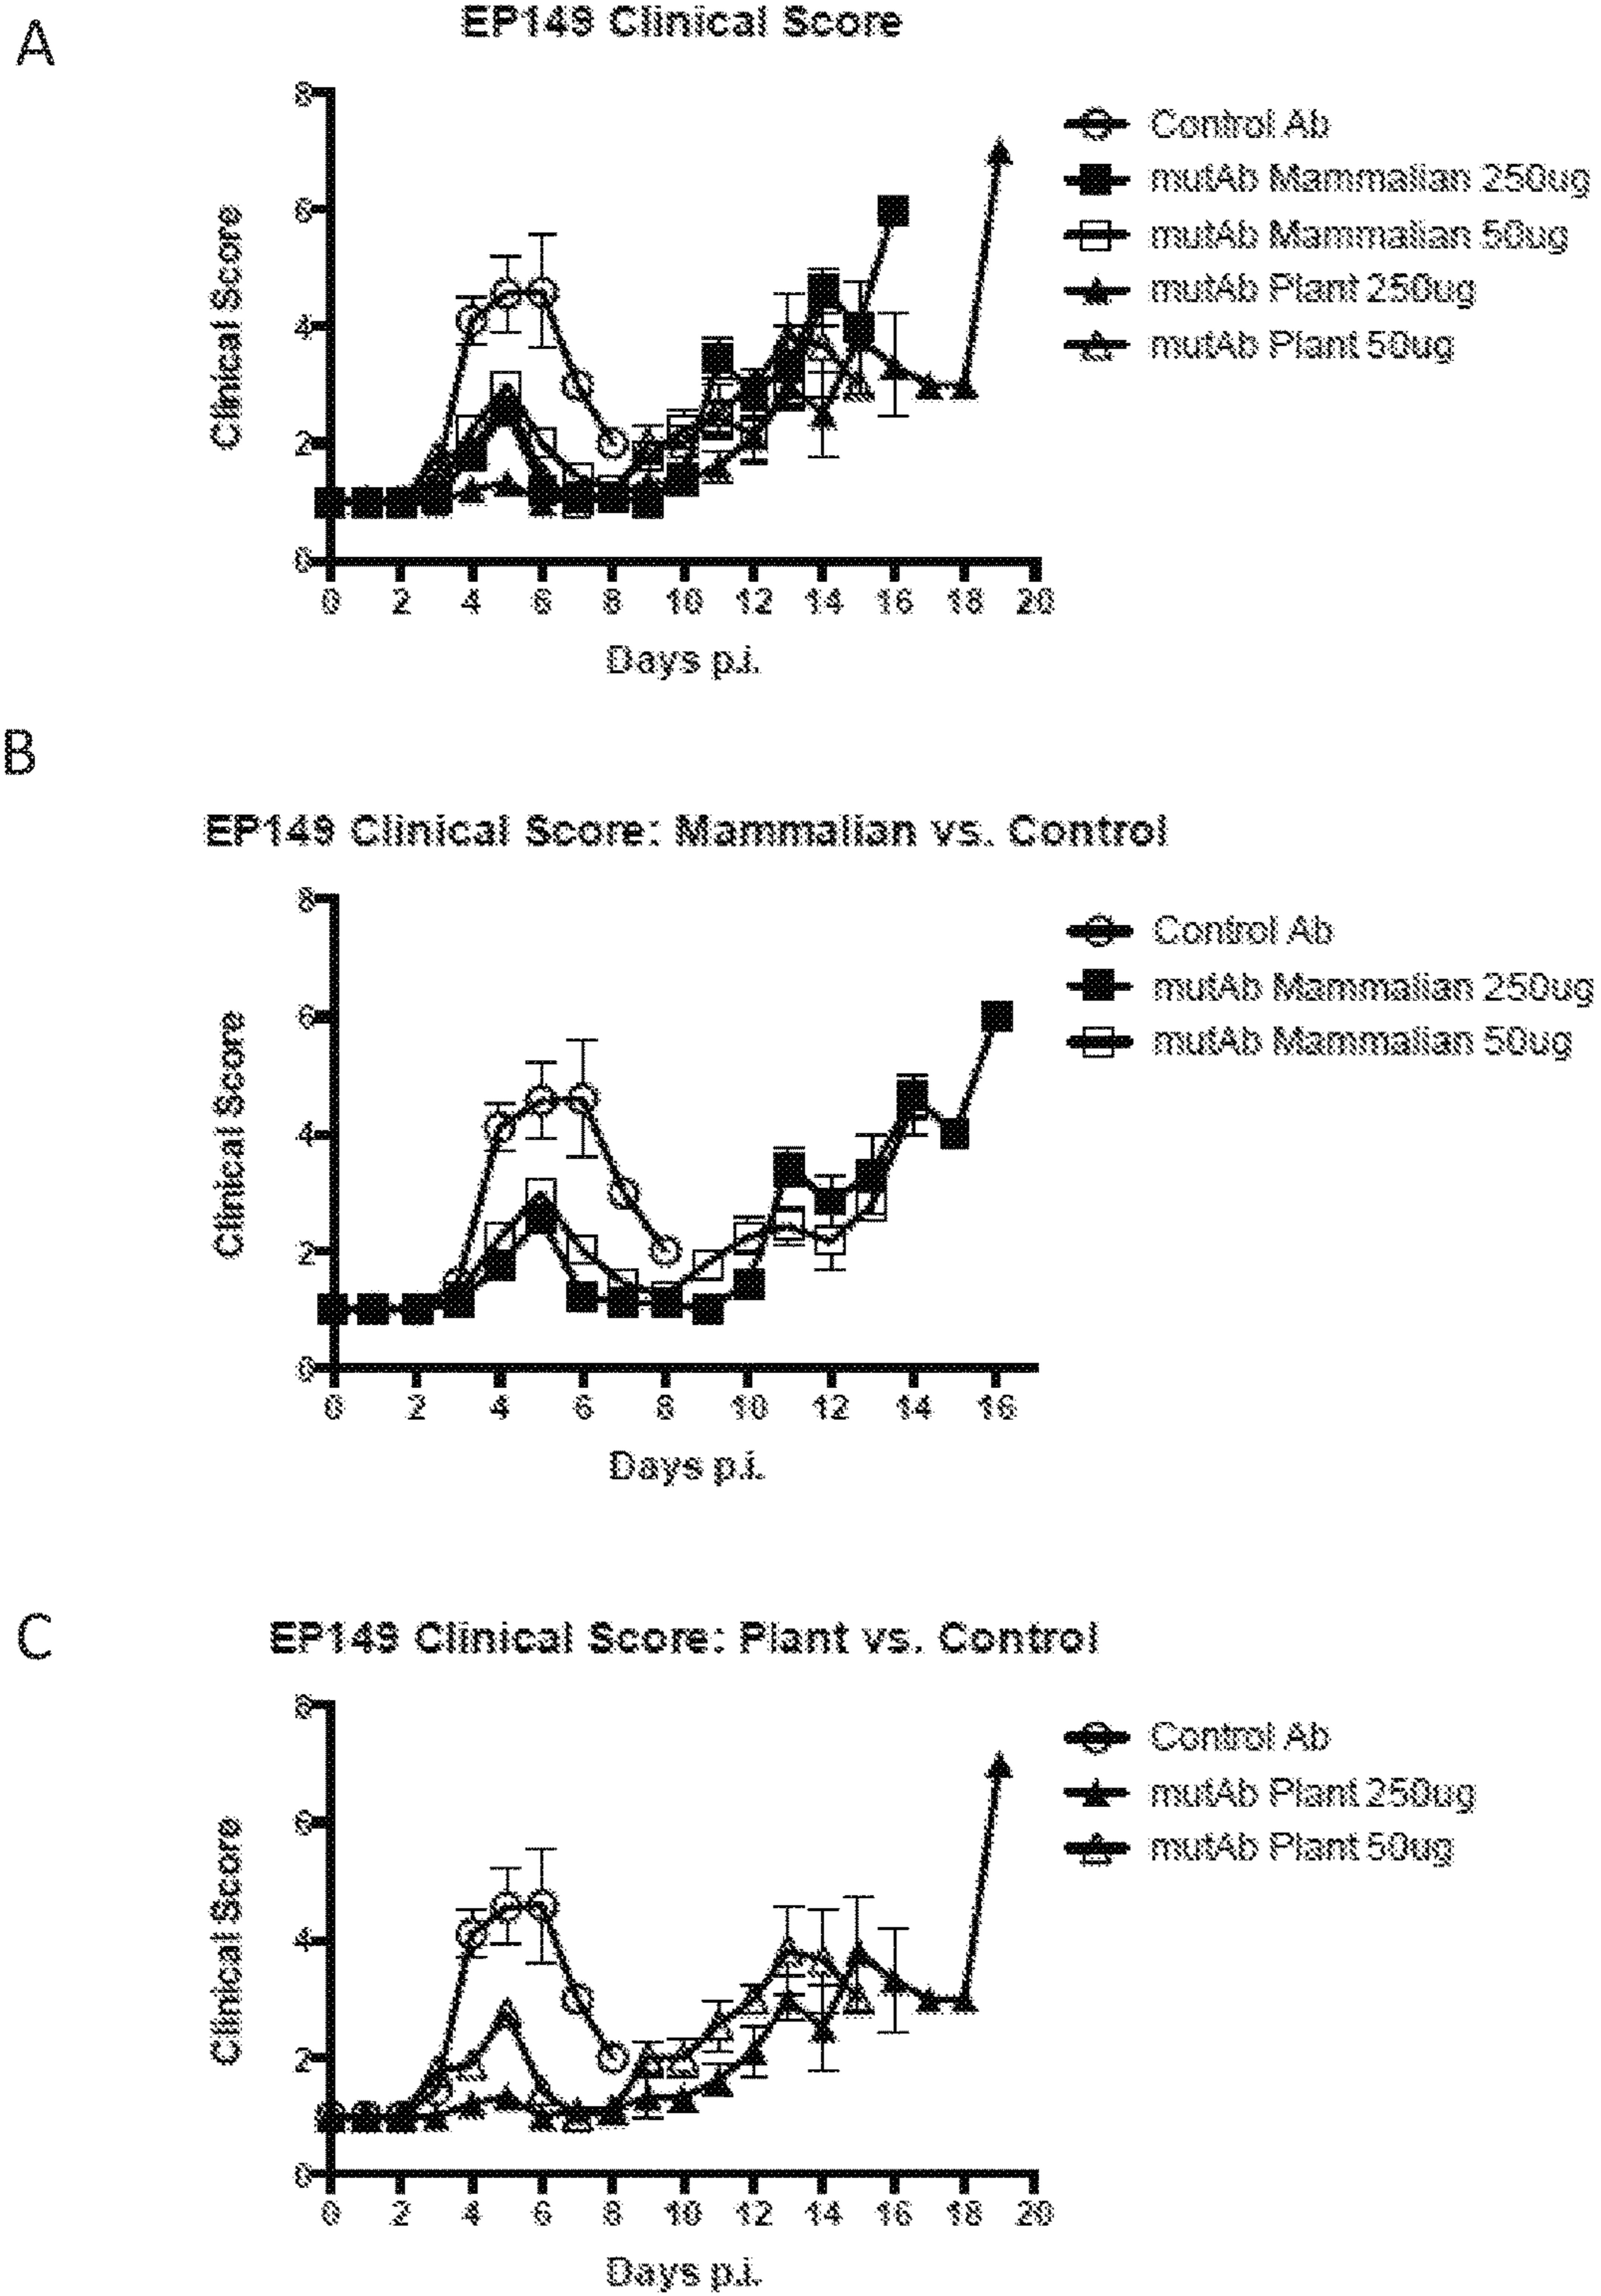 A
EP149 Clinical Score
8
6
4
2
0
Clinical Score
0 2 4 6 8 10 12 14 16 18 20
Days p.i.
Control Ab
mutAb Mammalian 250ug
mutAb Mammalian 50ug
mutAb Plant 250ug
mutAb Plant 50ug
B
EP149 Clinical Score: Mammalian vs. Control
8
6
4
2
0
Clinical Score
0 2 4 6 8 10 12 14 16
Days p.i.
Control Ab
mutAb Mammalian 250ug
mutAb Mammalian 50ug
C
EP149 Clinical Score: Plant vs. Control
8
6
4
2
0
Clinical Score
0 2 4 6 8 10 12 14 16 18 20
Days p.i.
Control Ab
mutAb Plant 250ug
mutAb Plant 50ug